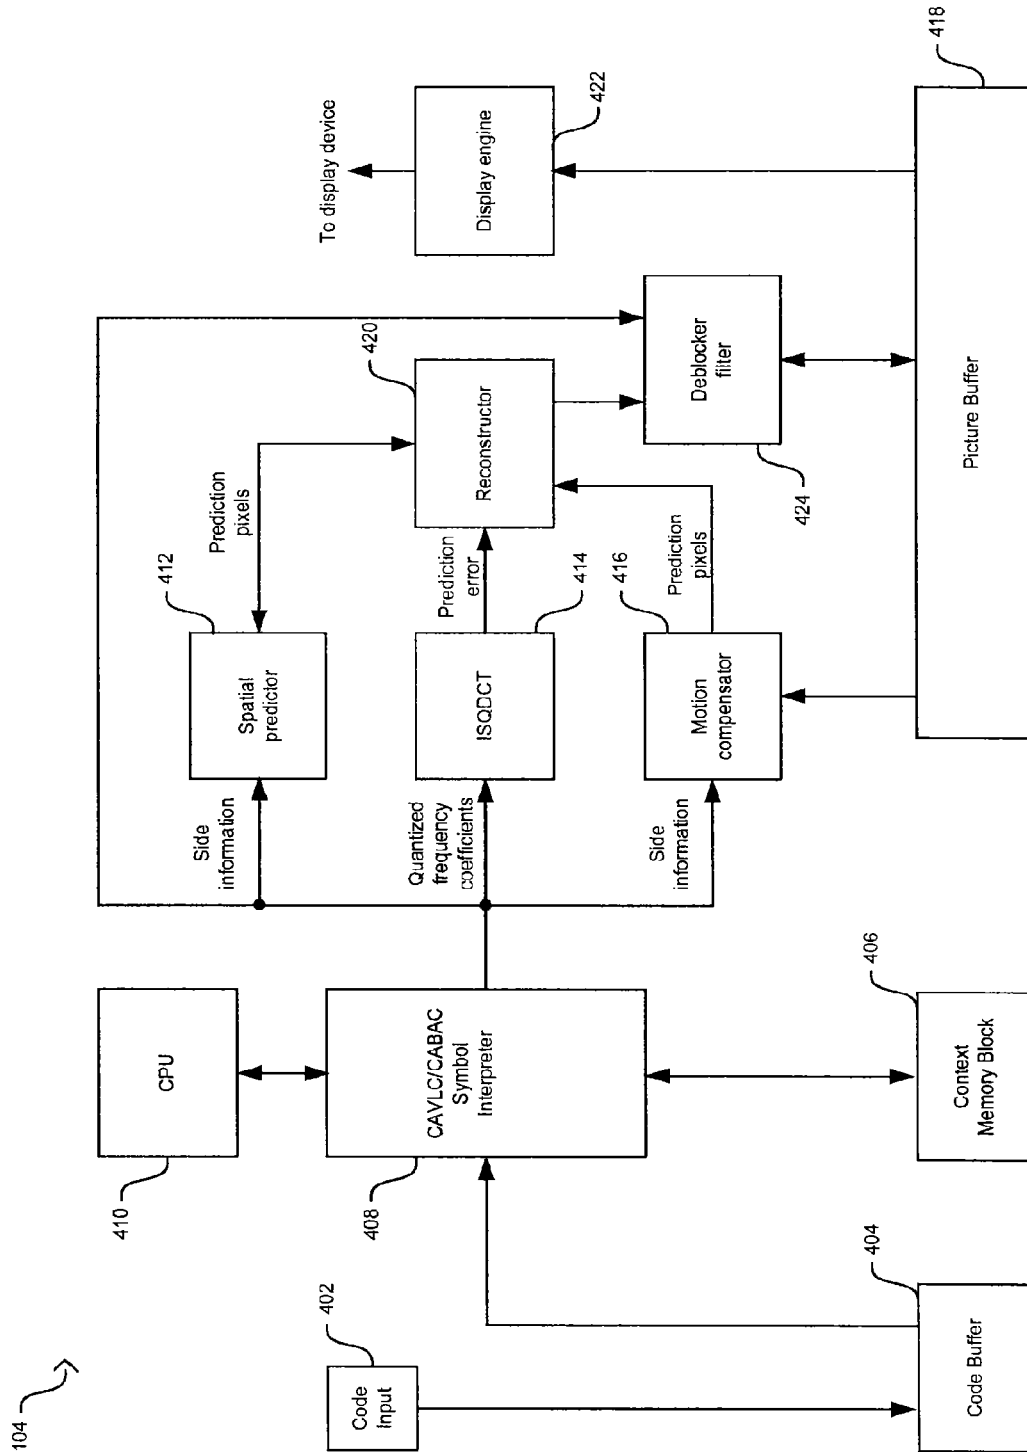 104
402
Code
Input
404
Code Buffer
410
CPU
408
CAVLC/CABAC
Symbol
Interpreter
406
Context
Memory Block
Side
information
Quantized
frequency
coefficients
Side
information
412
Spatial
predictor
ISQDCT
414
416
Motion
compensator
Prediction
pixels
Prediction
error
Prediction
pixels
420
Reconstructor
Deblocker
filter
424
To display device
Display engine
422
418
Picture Buffer